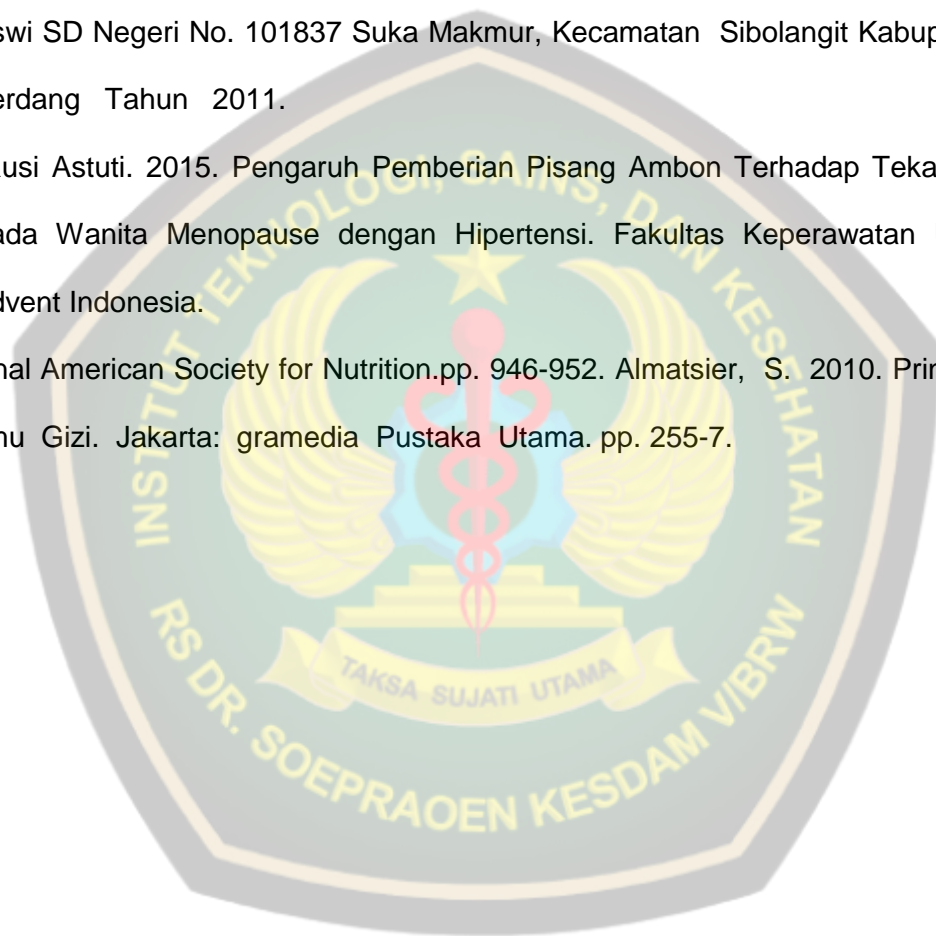 swi SD Negeri No. 101837 Suka Makmur, Kecamatan Sibolangit Kabup
erdang Tahun 2011.
usi Astuti. 2015. Pengaruh Pemberian Pisang Ambon Terhadap Teka
ada Wanita Menopause dengan Hipertensi. Fakultas Keperawatan
dvent Indonesia.
nal American Society for Nutrition.pp. 946-952. Almatsier, S. 2010. Prin
mu Gizi. Jakarta: gramedia Pustaka Utama. pp. 255-7.
INSTITUT TEKNOLOGI, SAINS, DAN KESEHATAN
TAKSA SUJATI UTAMA
RS DR. SOEPRAOEN KESDAM V/BRW